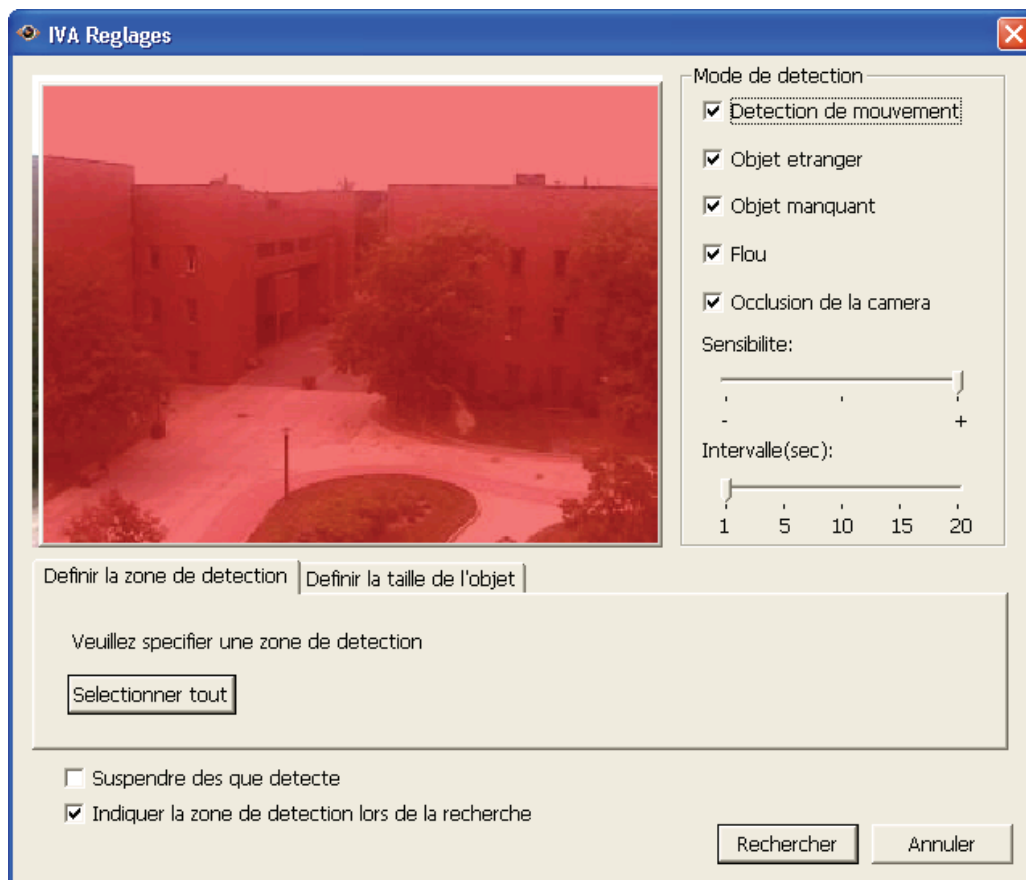 IVA Reglages
Mode de detection
Detection de mouvement
Objet etranger
Objet manquant
Flou
Occlusion de la camera
Sensibilite:
- +
Intervalle(sec):
1 5 10 15 20
Definir la zone de detection
Definir la taille de l'objet
Veuillez specifier une zone de detection
Selectionner tout
Suspendre des que detecte
Indiquer la zone de detection lors de la recherche
Rechercher
Annuler